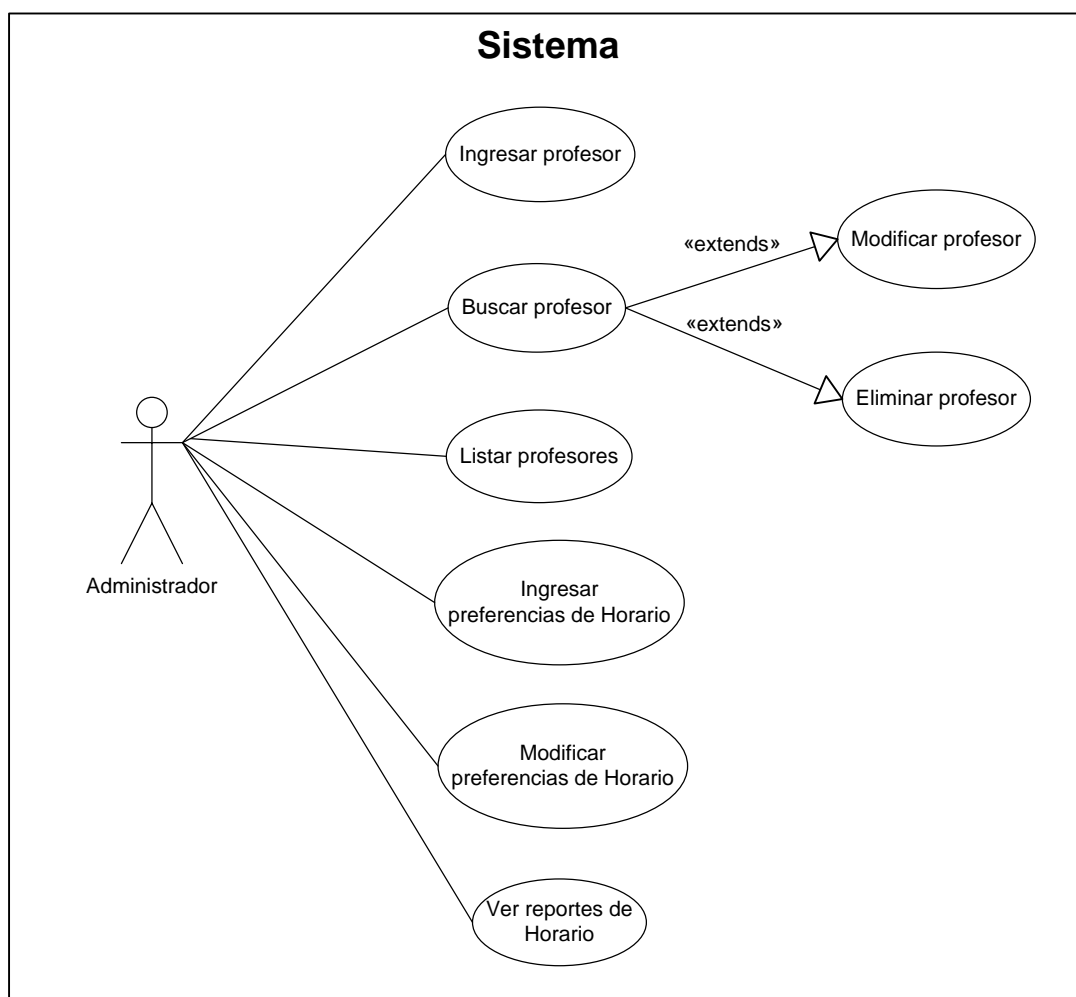 Sistema
Ingresar profesor
«extends»
Modificar profesor
Buscar profesor
«extends»
Eliminar profesor
Listar profesores
Administrador
Ingresar
preferencias de Horario
Modificar
preferencias de Horario
Ver reportes de
Horario